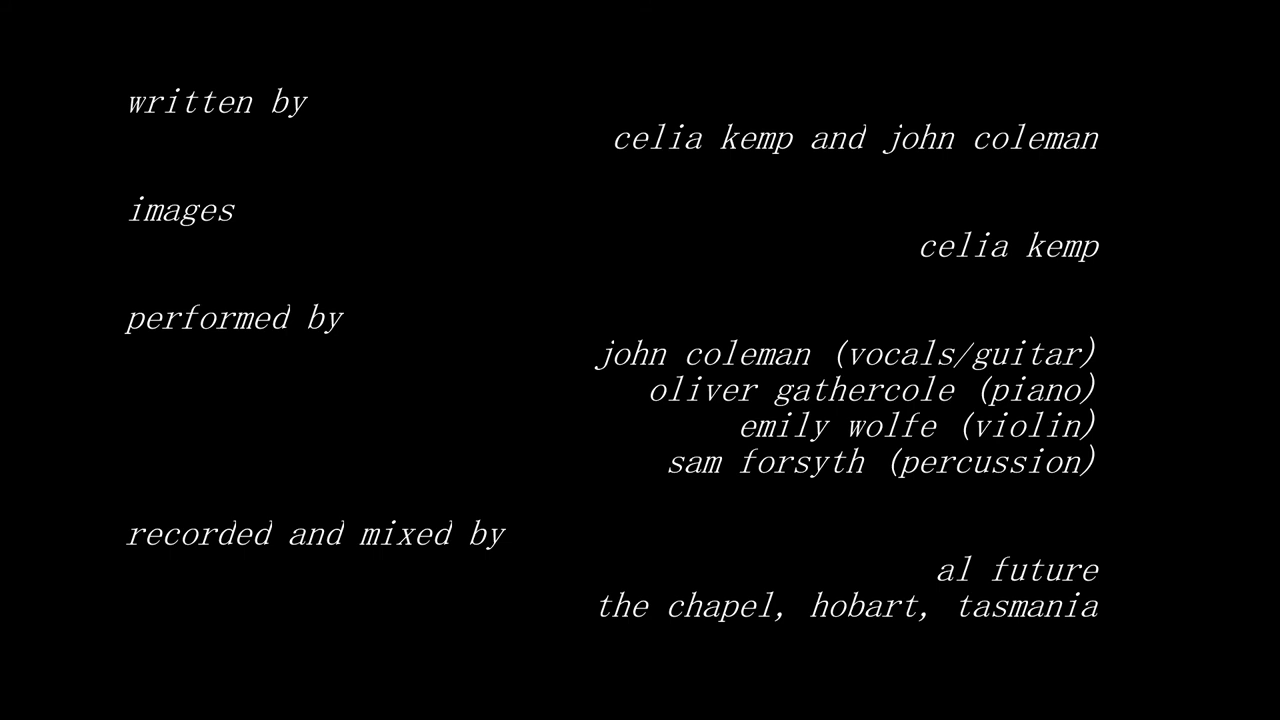 written by
celia kemp and john coleman
images
celia kemp
performed by
john coleman (vocals/guitar)
oliver gathercole (piano)
emily wolfe (violin)
sam forsyth (percussion)
recorded and mixed by
al future
the chapel, hobart, tasmania